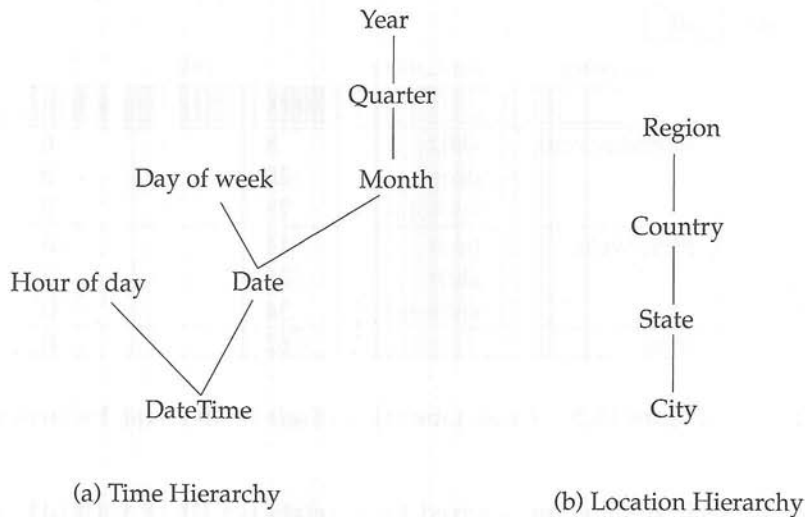 Year
Quarter
Day of week
Month
Hour of day
Date
DateTime
(a) Time Hierarchy
Region
Country
State
City
(b) Location Hierarchy